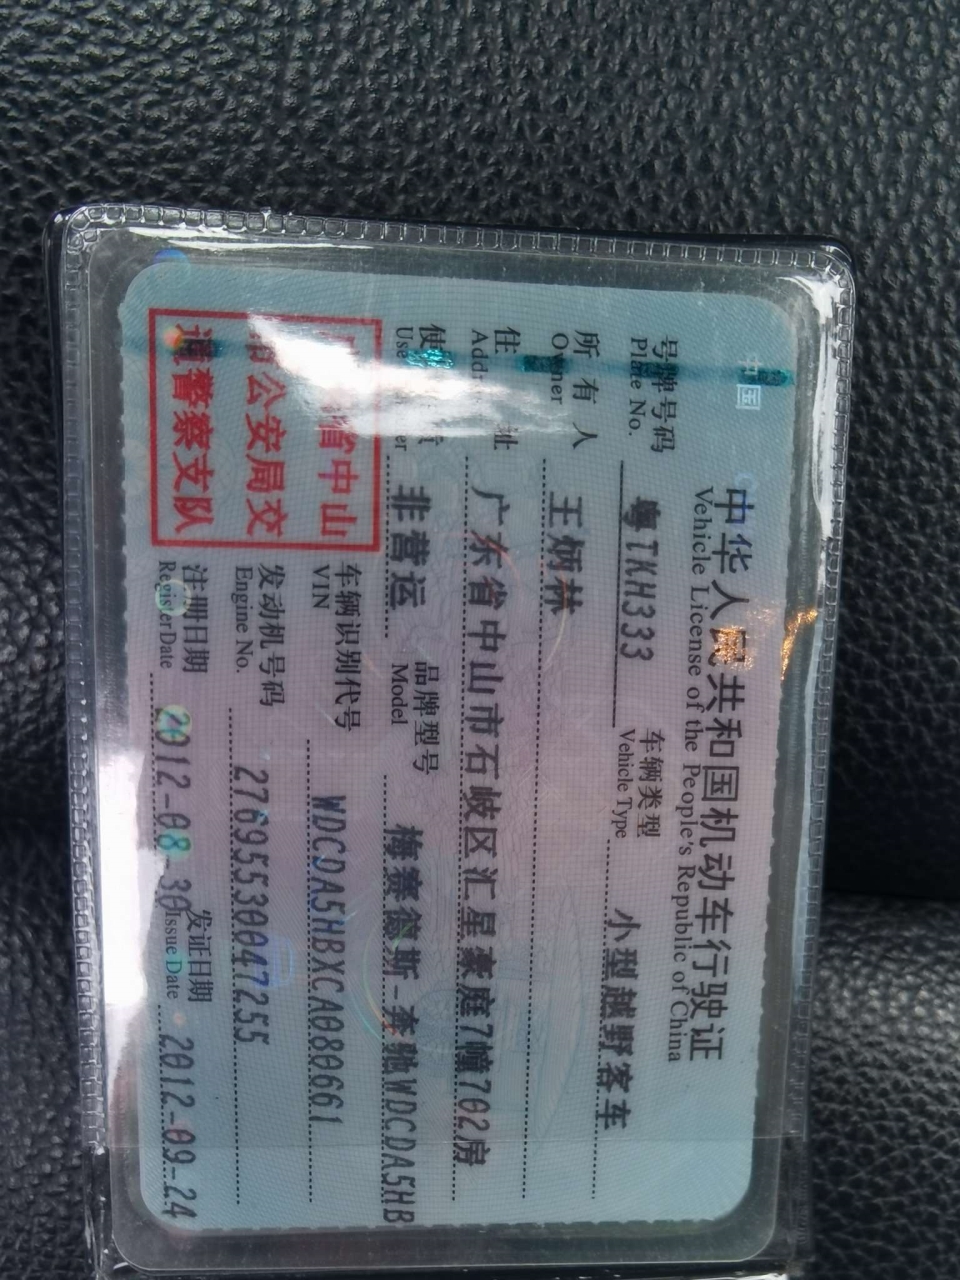 中国
中华人民共和国机动车行驶证
Vehicle License of the People's Republic of China
号牌号码 粤TKH333 车辆类型 小型越野客车
Plate No. Vehicle Type
所有人 王炳林
Owner
住址 广东省中山市石岐区汇星豪庭7幢702房
非营运 品牌型号 梅赛德斯-奔驰WDCDA5HB
Use Model
省中山
市公安局交
通警察支队
车辆识别代号 WDCDA5HBXCA080661
VIN
发动机号码 27695530047255
Engine No.
注册日期 2012-08-30 发证日期 2012-09-24
Register Date Issue Date